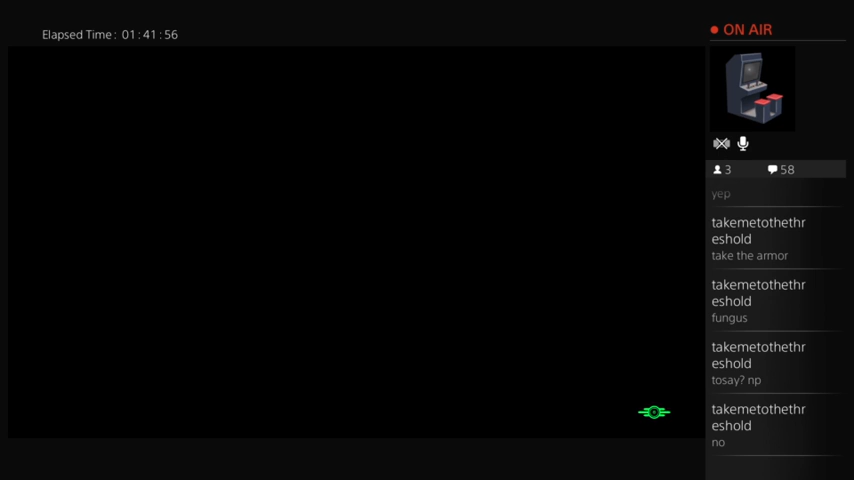 Elapsed Time: 01:41:56
ON AIR
3 58
yep
takemetothethr
eshold
take the armor
takemetothethr
eshold
fungus
takemetothethr
eshold
tosay? np
takemetothethr
eshold
no